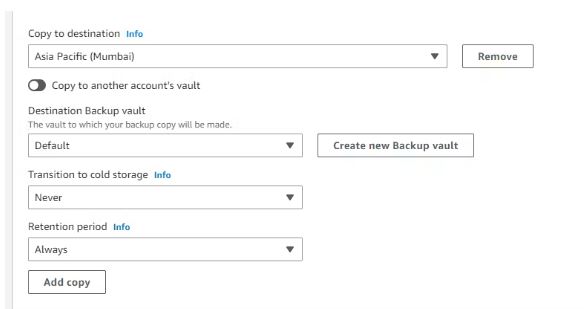 Copy to destination Info
Asia Pacific (Mumbai)
Remove
Copy to another account's vault
Destination Backup vault
The vault to which your backup copy will be made.
Default
Create new Backup vault
Transition to cold storage Info
Never
Retention period Info
Always
Add copy